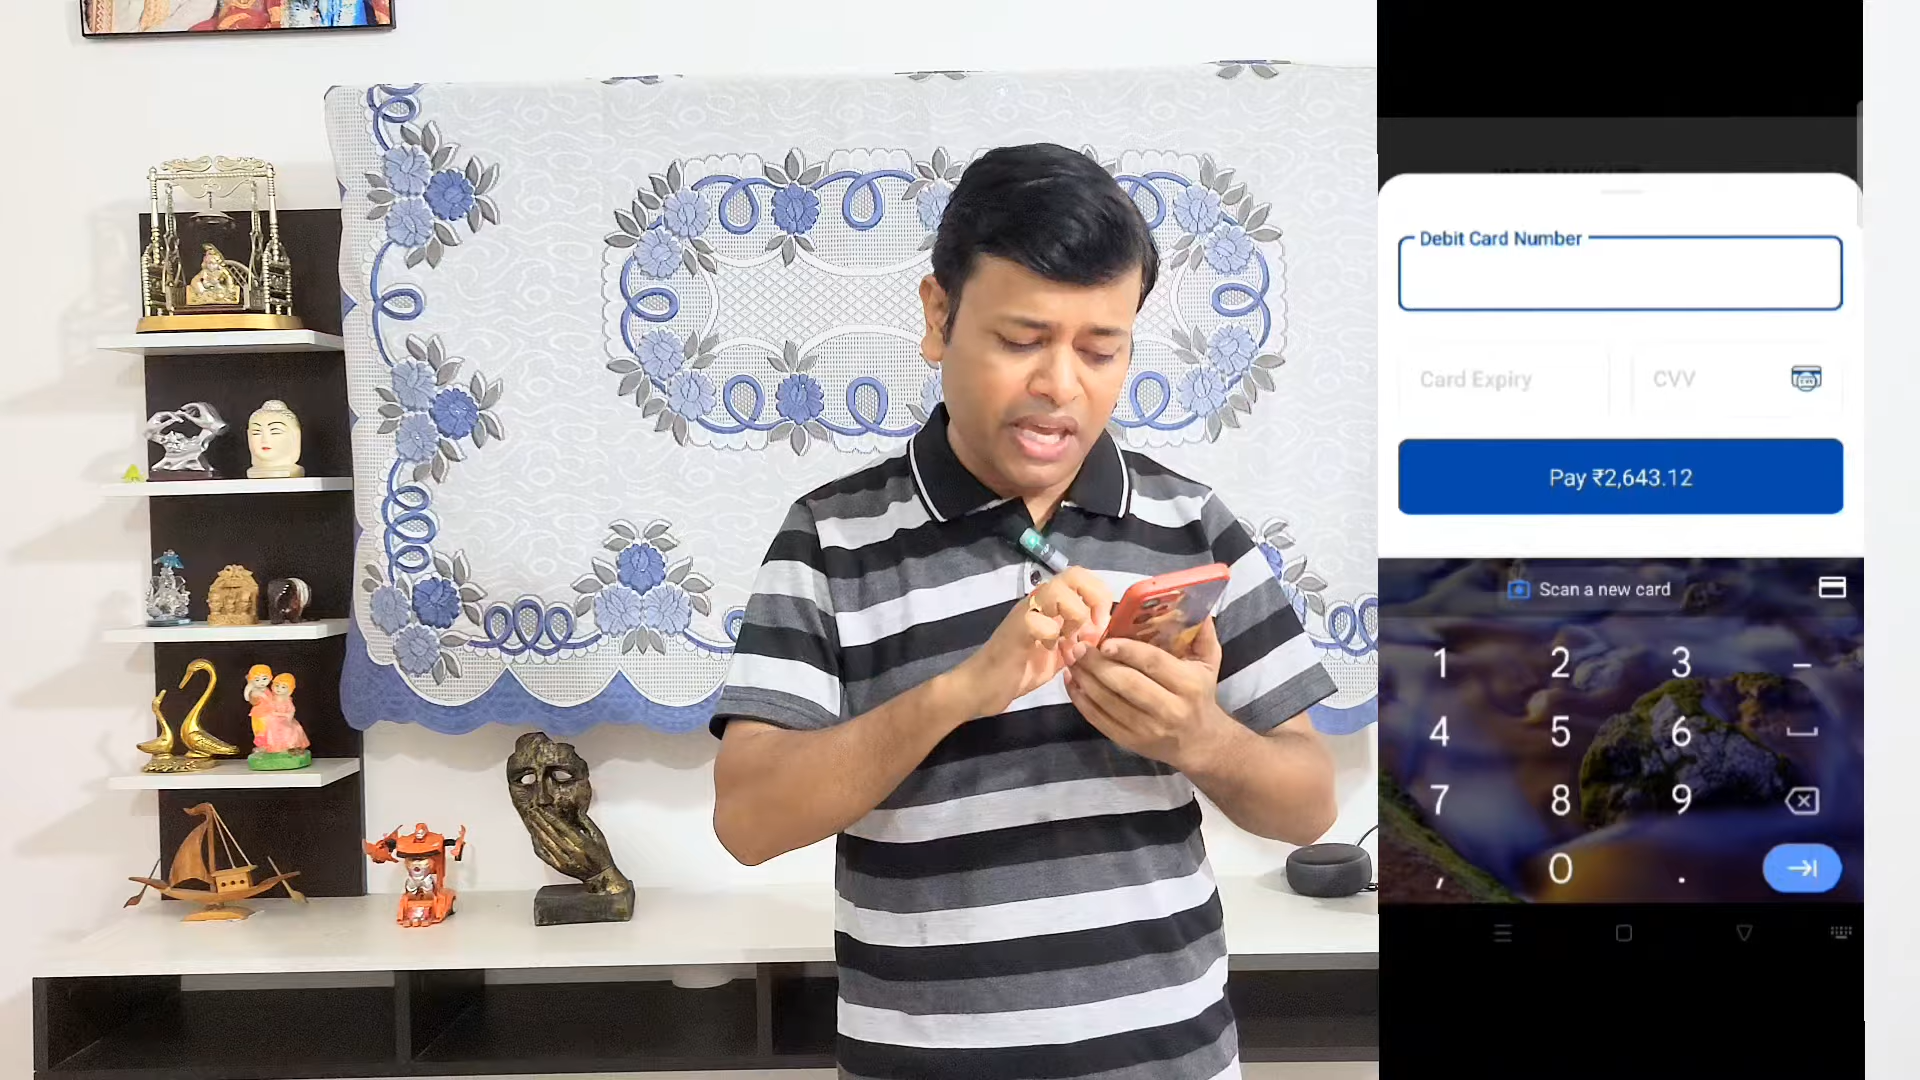 Debit Card Number
Card Expiry
CVV
Pay ₹2,643.12
Scan a new card
1 2 3 –
4 5 6
7 8 9
, 0 .